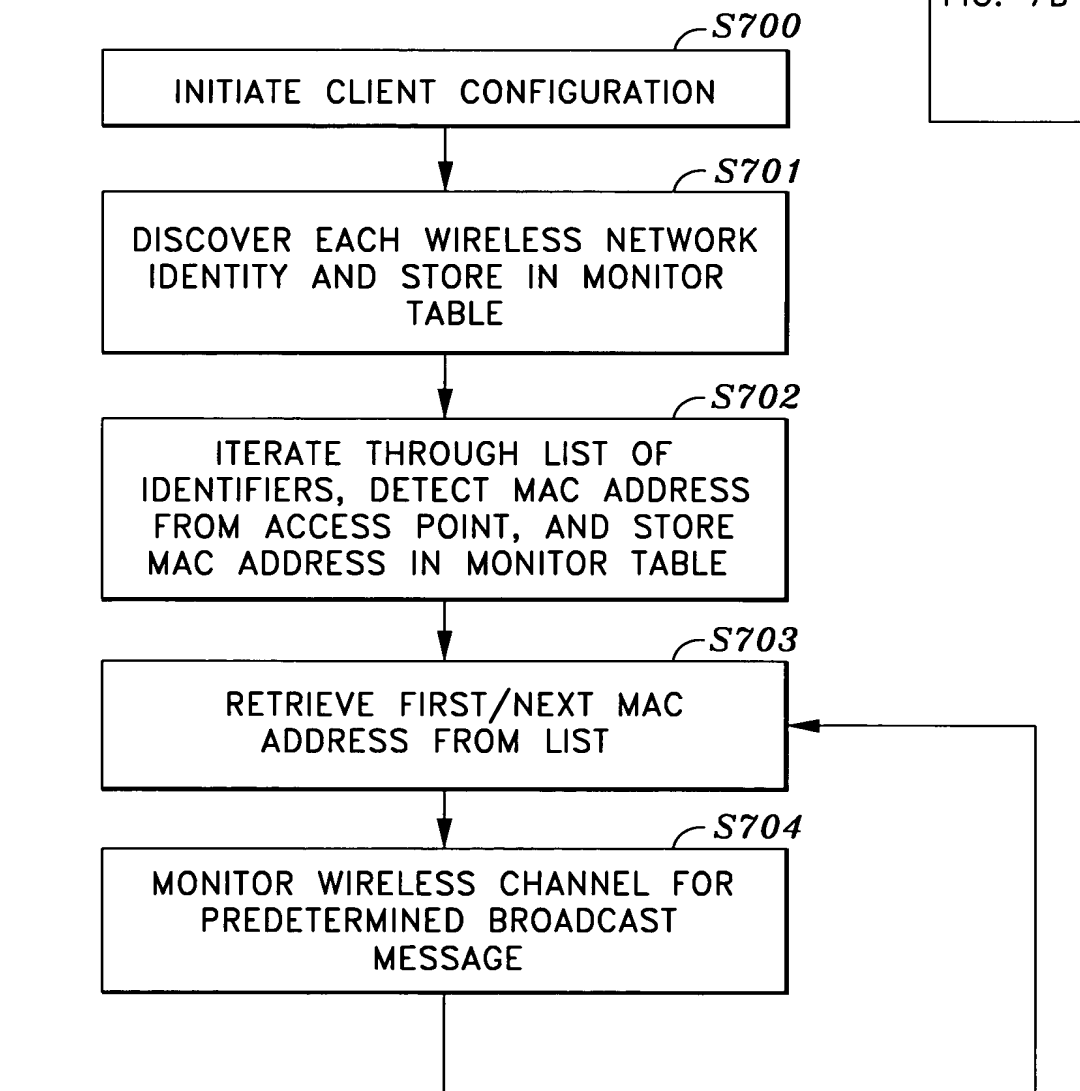 FIG. 7B
S700
INITIATE CLIENT CONFIGURATION
S701
DISCOVER EACH WIRELESS NETWORK
IDENTITY AND STORE IN MONITOR
TABLE
S702
ITERATE THROUGH LIST OF
IDENTIFIERS, DETECT MAC ADDRESS
FROM ACCESS POINT, AND STORE
MAC ADDRESS IN MONITOR TABLE
S703
RETRIEVE FIRST/NEXT MAC
ADDRESS FROM LIST
S704
MONITOR WIRELESS CHANNEL FOR
PREDETERMINED BROADCAST
MESSAGE